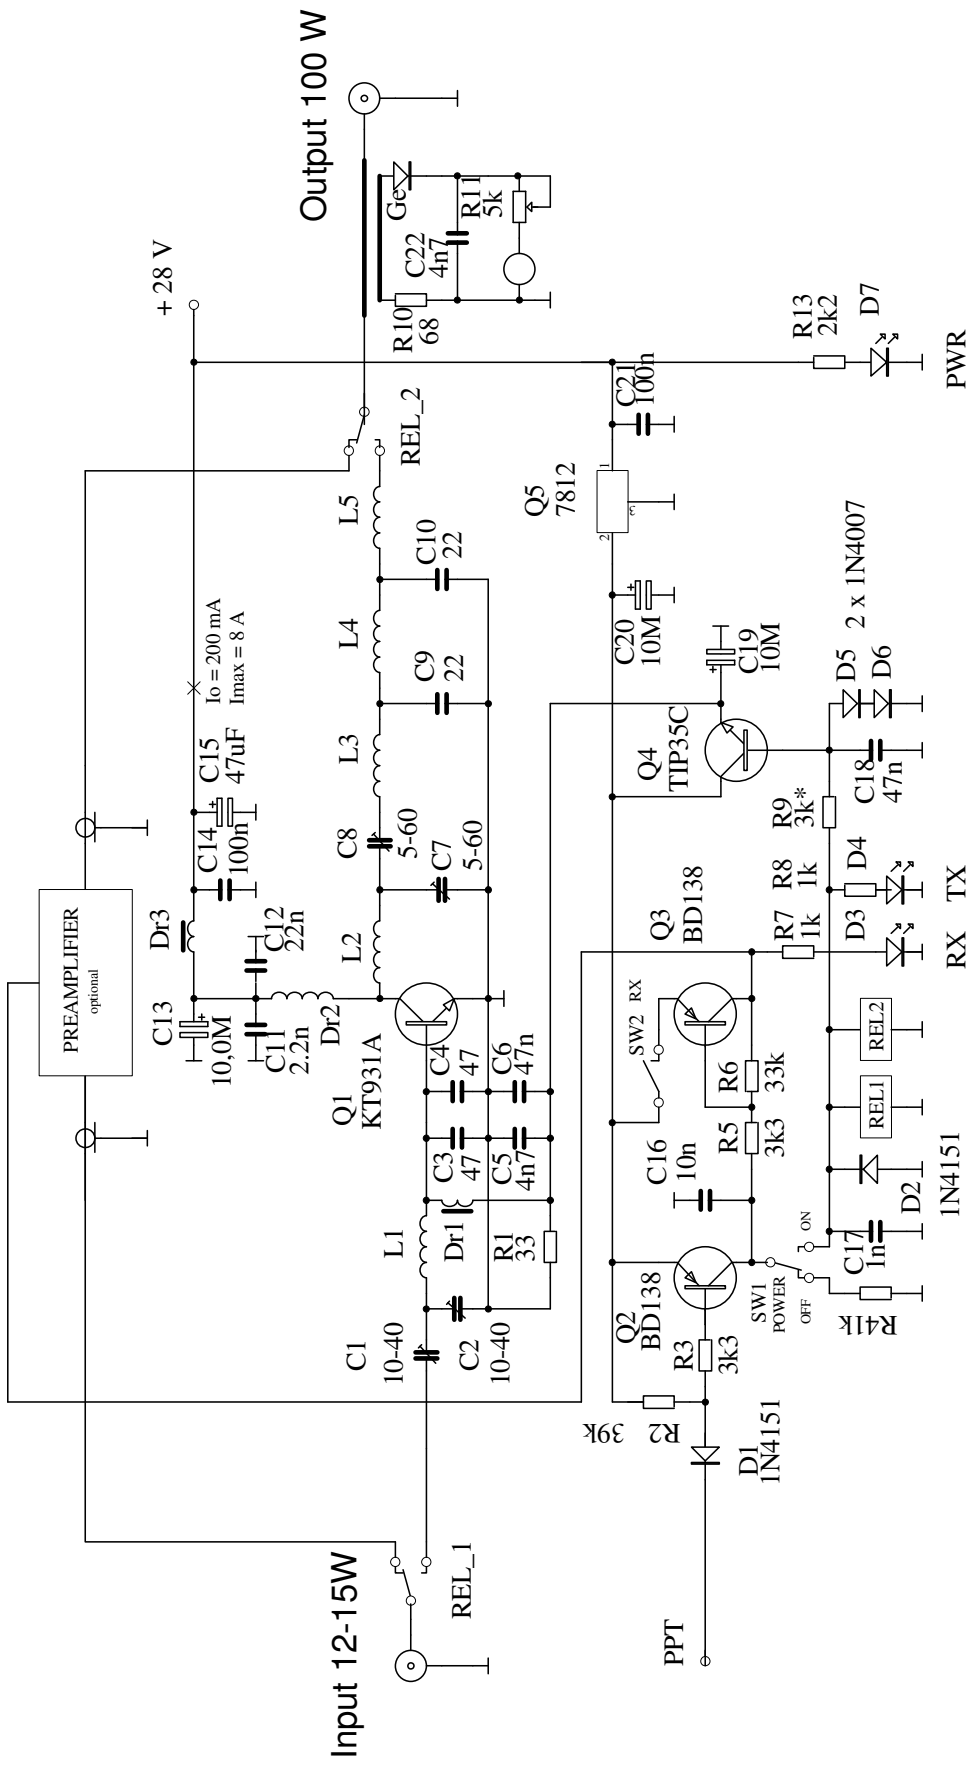 Input 12-15W
Output 100 W
PREAMPLIFIER
optional
+ 28 V
Io = 200 mA
Imax = 8 A
Dr3
C13
10,0M
C14
100n
C15
47uF
C11
2.2n
C12
22n
Dr2
Q1
KT931A
C1
10-40
C2
10-40
L1
Dr1
R1
33
C3
47
C4
47
C5
4n7
C6
47n
L2
C8
5-60
C7
5-60
L3
C9
22
L4
C10
22
L5
REL_1
REL_2
R10
68
Ge
C22
4n7
R11
5k
PPT
D1
1N4151
R2
39k
R3
3k3
Q2
BD138
C16
10n
R5
3k3
R6
33k
SW2
RX
Q3
BD138
SW1
POWER
ON
OFF
R41k
C17
1n
D2
1N4151
REL1
REL2
R7
1k
D3
RX
R8
1k
D4
TX
R9
3k*
C18
47n
D5
D6
2 x 1N4007
Q4
TIP35C
C19
10M
C20
10M
Q5
7812
1
2
3
C21
100n
R13
2k2
D7
PWR